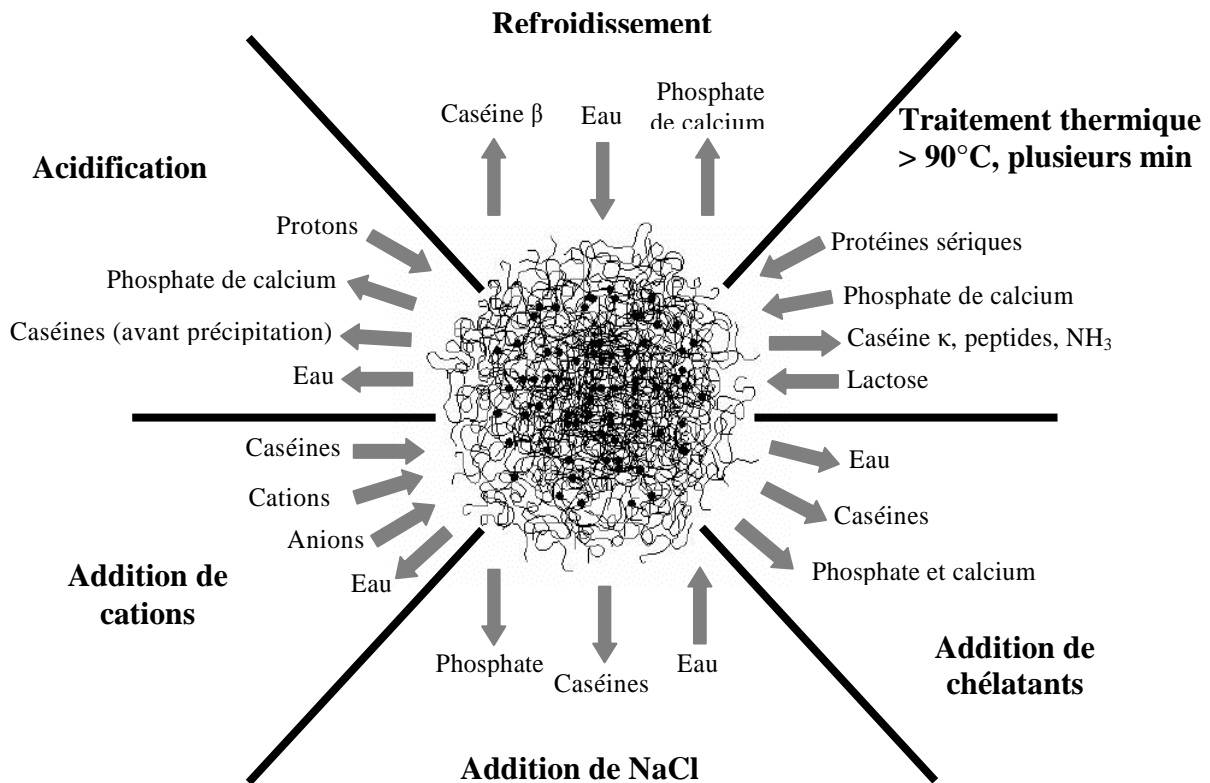 Refroidissement
Caséine β
Eau
Phosphate
de calcium
Traitement thermique
> 90°C, plusieurs min
Protéines sériques
Phosphate de calcium
Caséine κ, peptides, NH₃
Lactose
Eau
Caséines
Phosphate et calcium
Addition de
chélatants
Phosphate
Caséines
Eau
Addition de NaCl
Caséines
Cations
Anions
Eau
Addition de
cations
Acidification
Protons
Phosphate de calcium
Caséines (avant précipitation)
Eau